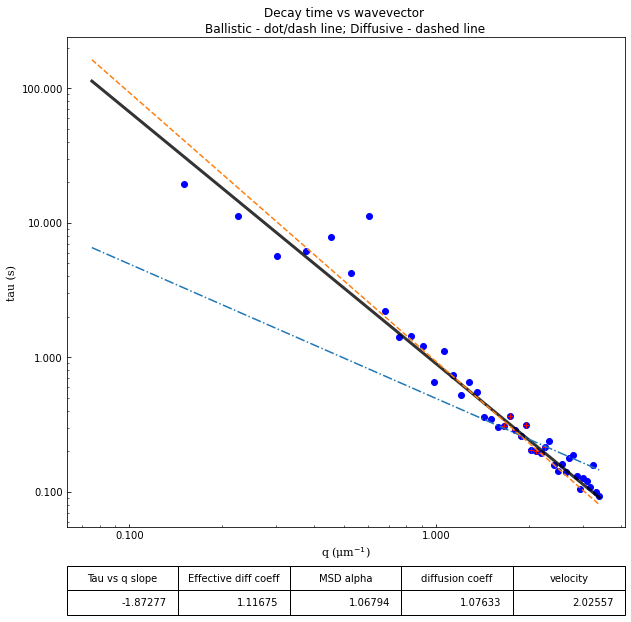 Decay time vs wavevector
Ballistic - dot/dash line; Diffusive - dashed line
100.000
10.000
1.000
0.100
tau (s)
0.100 1.000
q (μm⁻¹)
Tau vs q slope Effective diff coeff MSD alpha diffusion coeff velocity
-1.87277 1.11675 1.06794 1.07633 2.02557